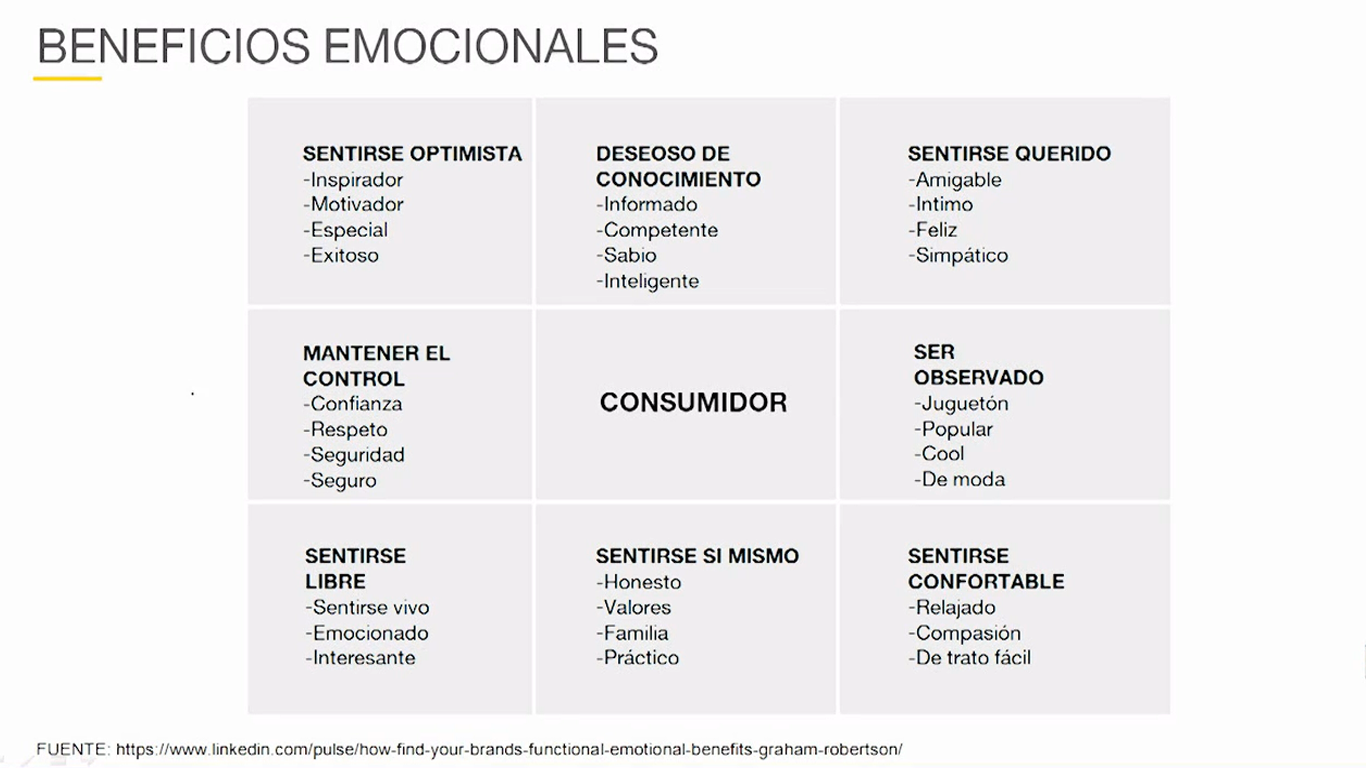 BENEFICIOS EMOCIONALES
SENTIRSE OPTIMISTA
-Inspirador
-Motivador
-Especial
-Exitoso
DESEOSO DE
CONOCIMIENTO
-Informado
-Competente
-Sabio
-Inteligente
SENTIRSE QUERIDO
-Amigable
-Intimo
-Feliz
-Simpático
MANTENER EL
CONTROL
-Confianza
-Respeto
-Seguridad
-Seguro
CONSUMIDOR
SER
OBSERVADO
-Juguetón
-Popular
-Cool
-De moda
SENTIRSE
LIBRE
-Sentirse vivo
-Emocionado
-Interesante
SENTIRSE SI MISMO
-Honesto
-Valores
-Familia
-Práctico
SENTIRSE
CONFORTABLE
-Relajado
-Compasión
-De trato fácil
FUENTE: https://www.linkedin.com/pulse/how-find-your-brands-functional-emotional-benefits-graham-robertson/